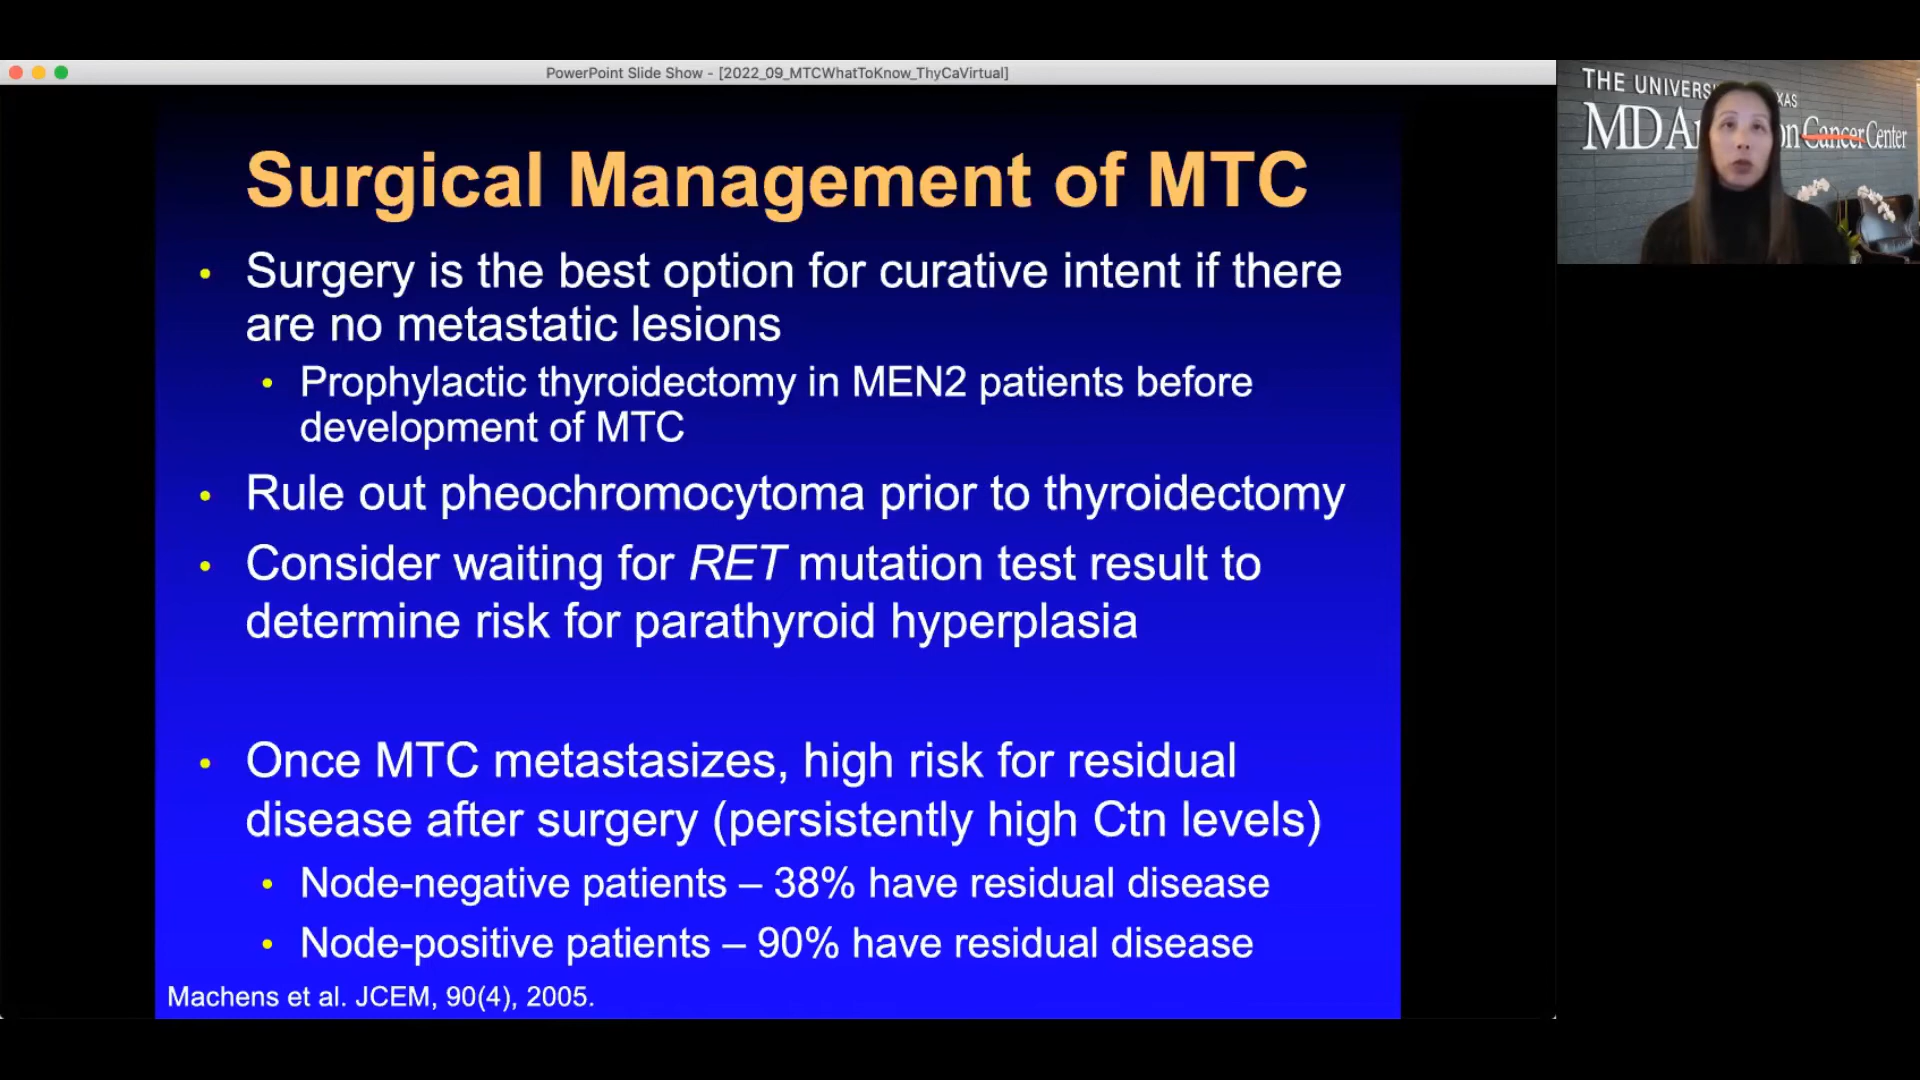 PowerPoint Slide Show - [2022_09_MTCWhatToKnow_ThyCaVirtual]
Surgical Management of MTC
• Surgery is the best option for curative intent if there
are no metastatic lesions
• Prophylactic thyroidectomy in MEN2 patients before
development of MTC
• Rule out pheochromocytoma prior to thyroidectomy
• Consider waiting for RET mutation test result to
determine risk for parathyroid hyperplasia
• Once MTC metastasizes, high risk for residual
disease after surgery (persistently high Ctn levels)
• Node-negative patients – 38% have residual disease
• Node-positive patients – 90% have residual disease
Machens et al. JCEM, 90(4), 2005.
THE
MD
Cancer Center